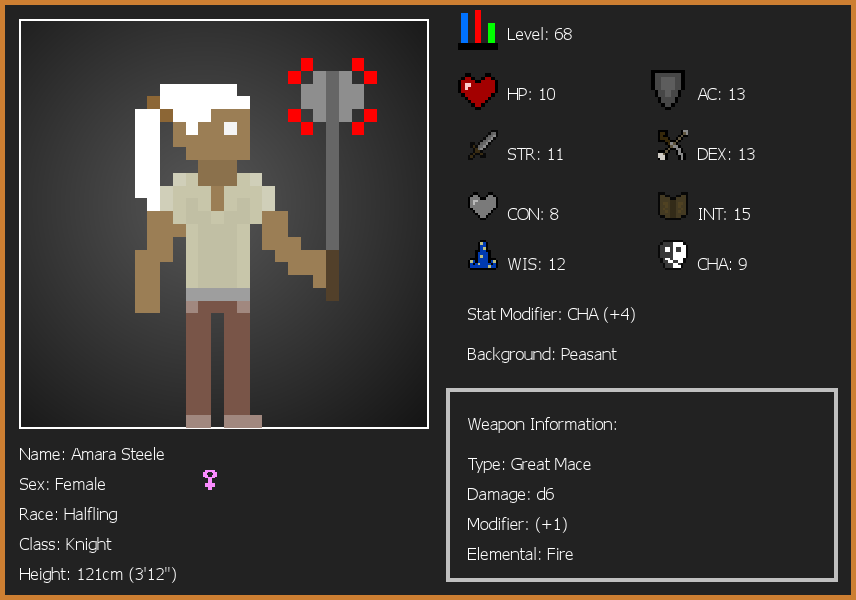 Level: 68
HP: 10
AC: 13
STR: 11
DEX: 13
CON: 8
INT: 15
WIS: 12
CHA: 9
Stat Modifier: CHA (+4)
Background: Peasant
Weapon Information:
Type: Great Mace
Damage: d6
Modifier: (+1)
Elemental: Fire
Name: Amara Steele
Sex: Female
Race: Halfling
Class: Knight
Height: 121cm (3'12")